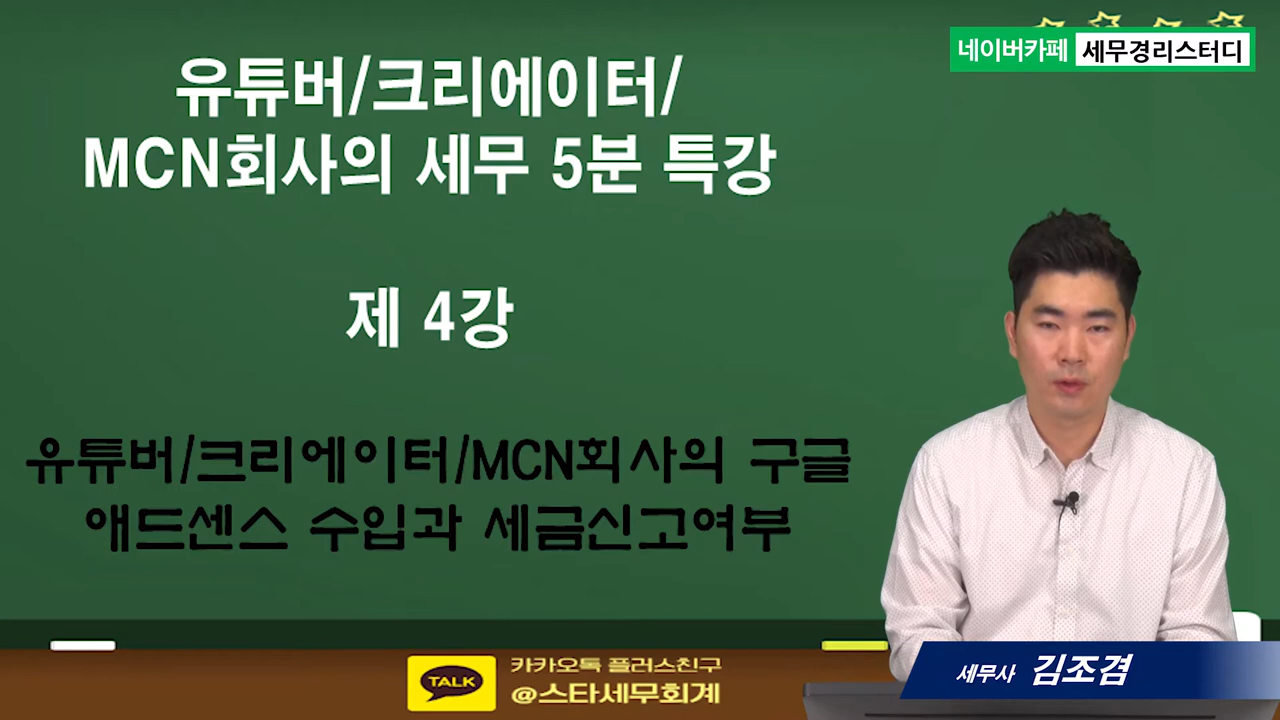 네이버카페 세무경리스터디
유튜버/크리에이터/
MCN회사의 세무 5분 특강
제 4강
유튜버/크리에이터/MCN회사의 구글
애드센스 수입과 세금신고여부
TALK
카카오톡 플러스친구
@스타세무회계
세무사 김조겸